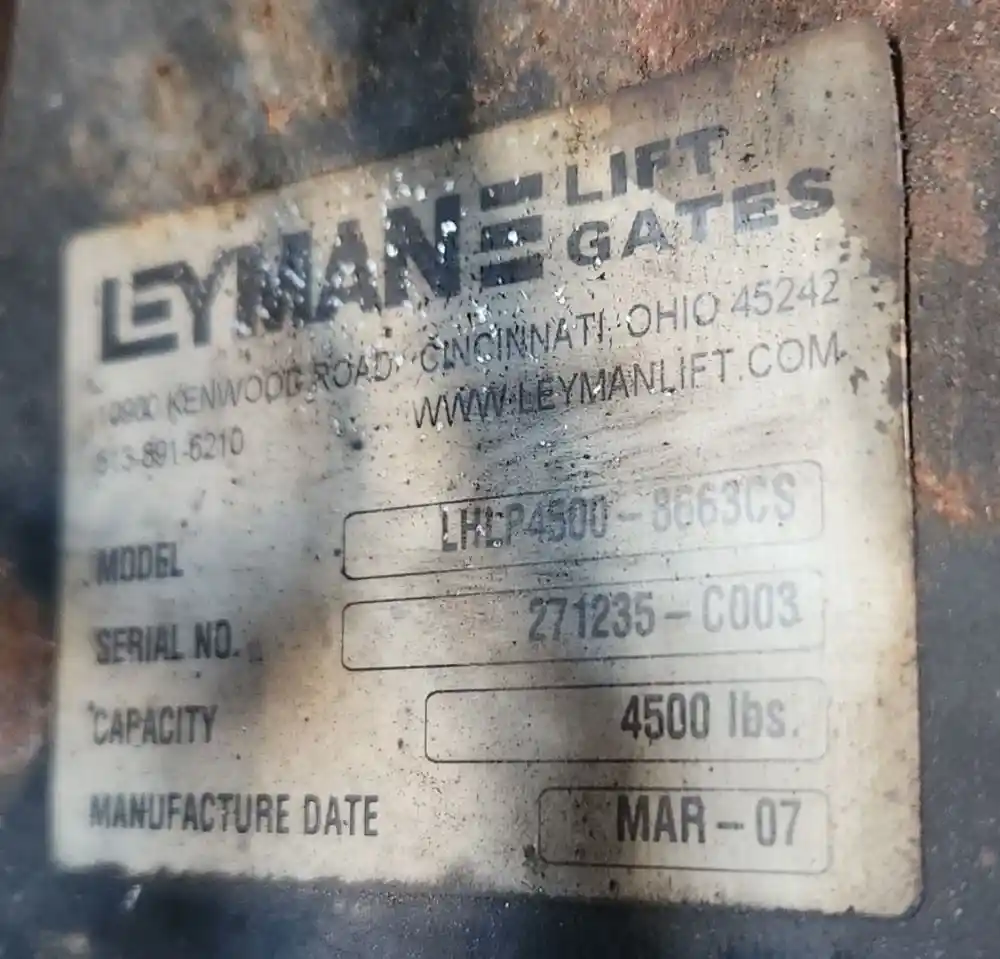 LEYMAN LIFT GATES
10900 KENWOOD ROAD CINCINNATI, OHIO 45242
513-891-6210 WWW.LEYMANLIFT.COM
MODEL LHLP4500-8663CS
SERIAL NO. 271235-C003
CAPACITY 4500 lbs.
MANUFACTURE DATE MAR-07